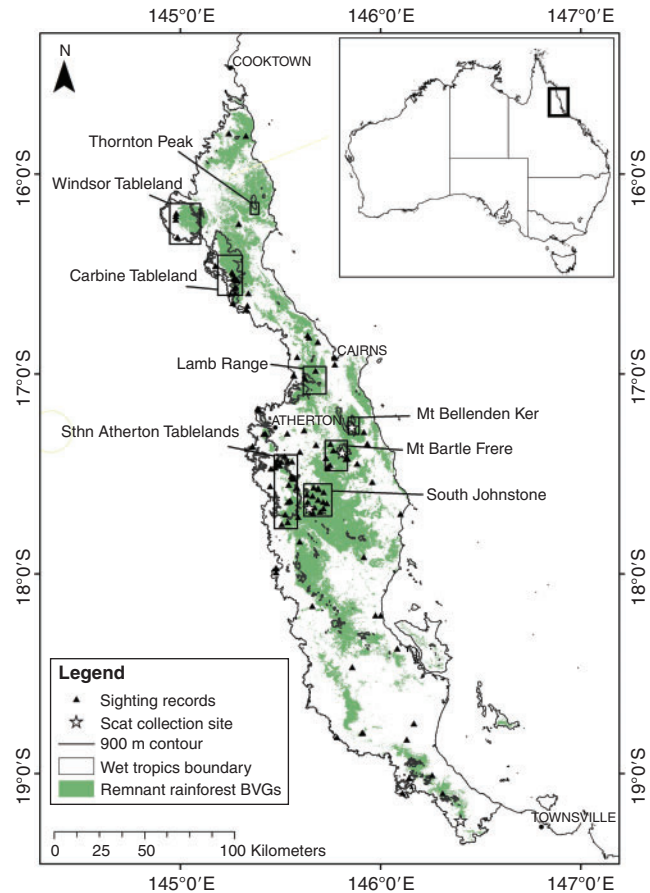 145°0′E
146°0′E
147°0′E
N
COOKTOWN
Thornton Peak
16°0′S
16°0′S
Windsor Tableland
Carbine Tableland
CAIRNS
17°0′S
17°0′S
Lamb Range
Mt Bellenden Ker
ATHERTON
Sthn Atherton Tablelands
Mt Bartle Frere
South Johnstone
18°0′S
18°0′S
Legend
Sighting records
Scat collection site
900 m contour
Wet tropics boundary
Remnant rainforest BVGs
19°0′S
19°0′S
TOWNSVILLE
0 25 50 100 Kilometers
145°0′E
146°0′E
147°0′E